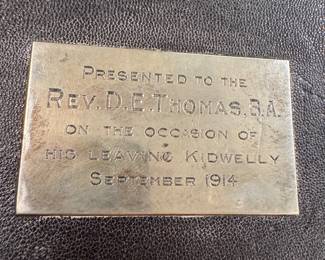 PRESENTED TO THE
REV. D. E. THOMAS, B.A.
ON THE OCCASION OF
HIS LEAVING KIDWELLY
SEPTEMBER 1914